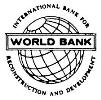 INTERNATIONAL BANK FOR
WORLD BANK
RECONSTRUCTION AND DEVELOPMENT